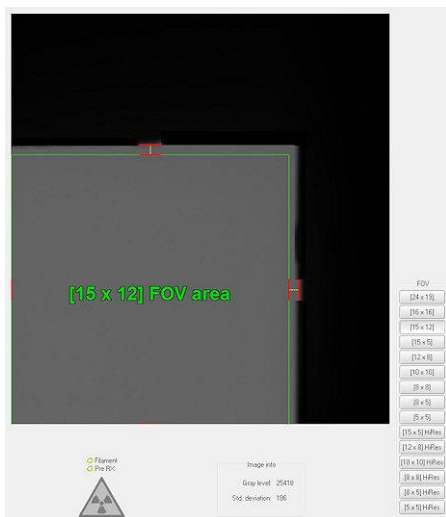 [15 x 12] FOV area
FOV
[24 x 19]
[16 x 16]
[15 x 12]
[15 x 5]
[12 x 8]
[10 x 10]
[8 x 8]
[8 x 5]
[5 x 5]
[15 x 5] HiRes
[12 x 8] HiRes
[10 x 10] HiRes
[8 x 8] HiRes
[8 x 5] HiRes
[5 x 5] HiRes
Filament
Pre RX
Image info
Gray level: 25410
Std. deviation: 186